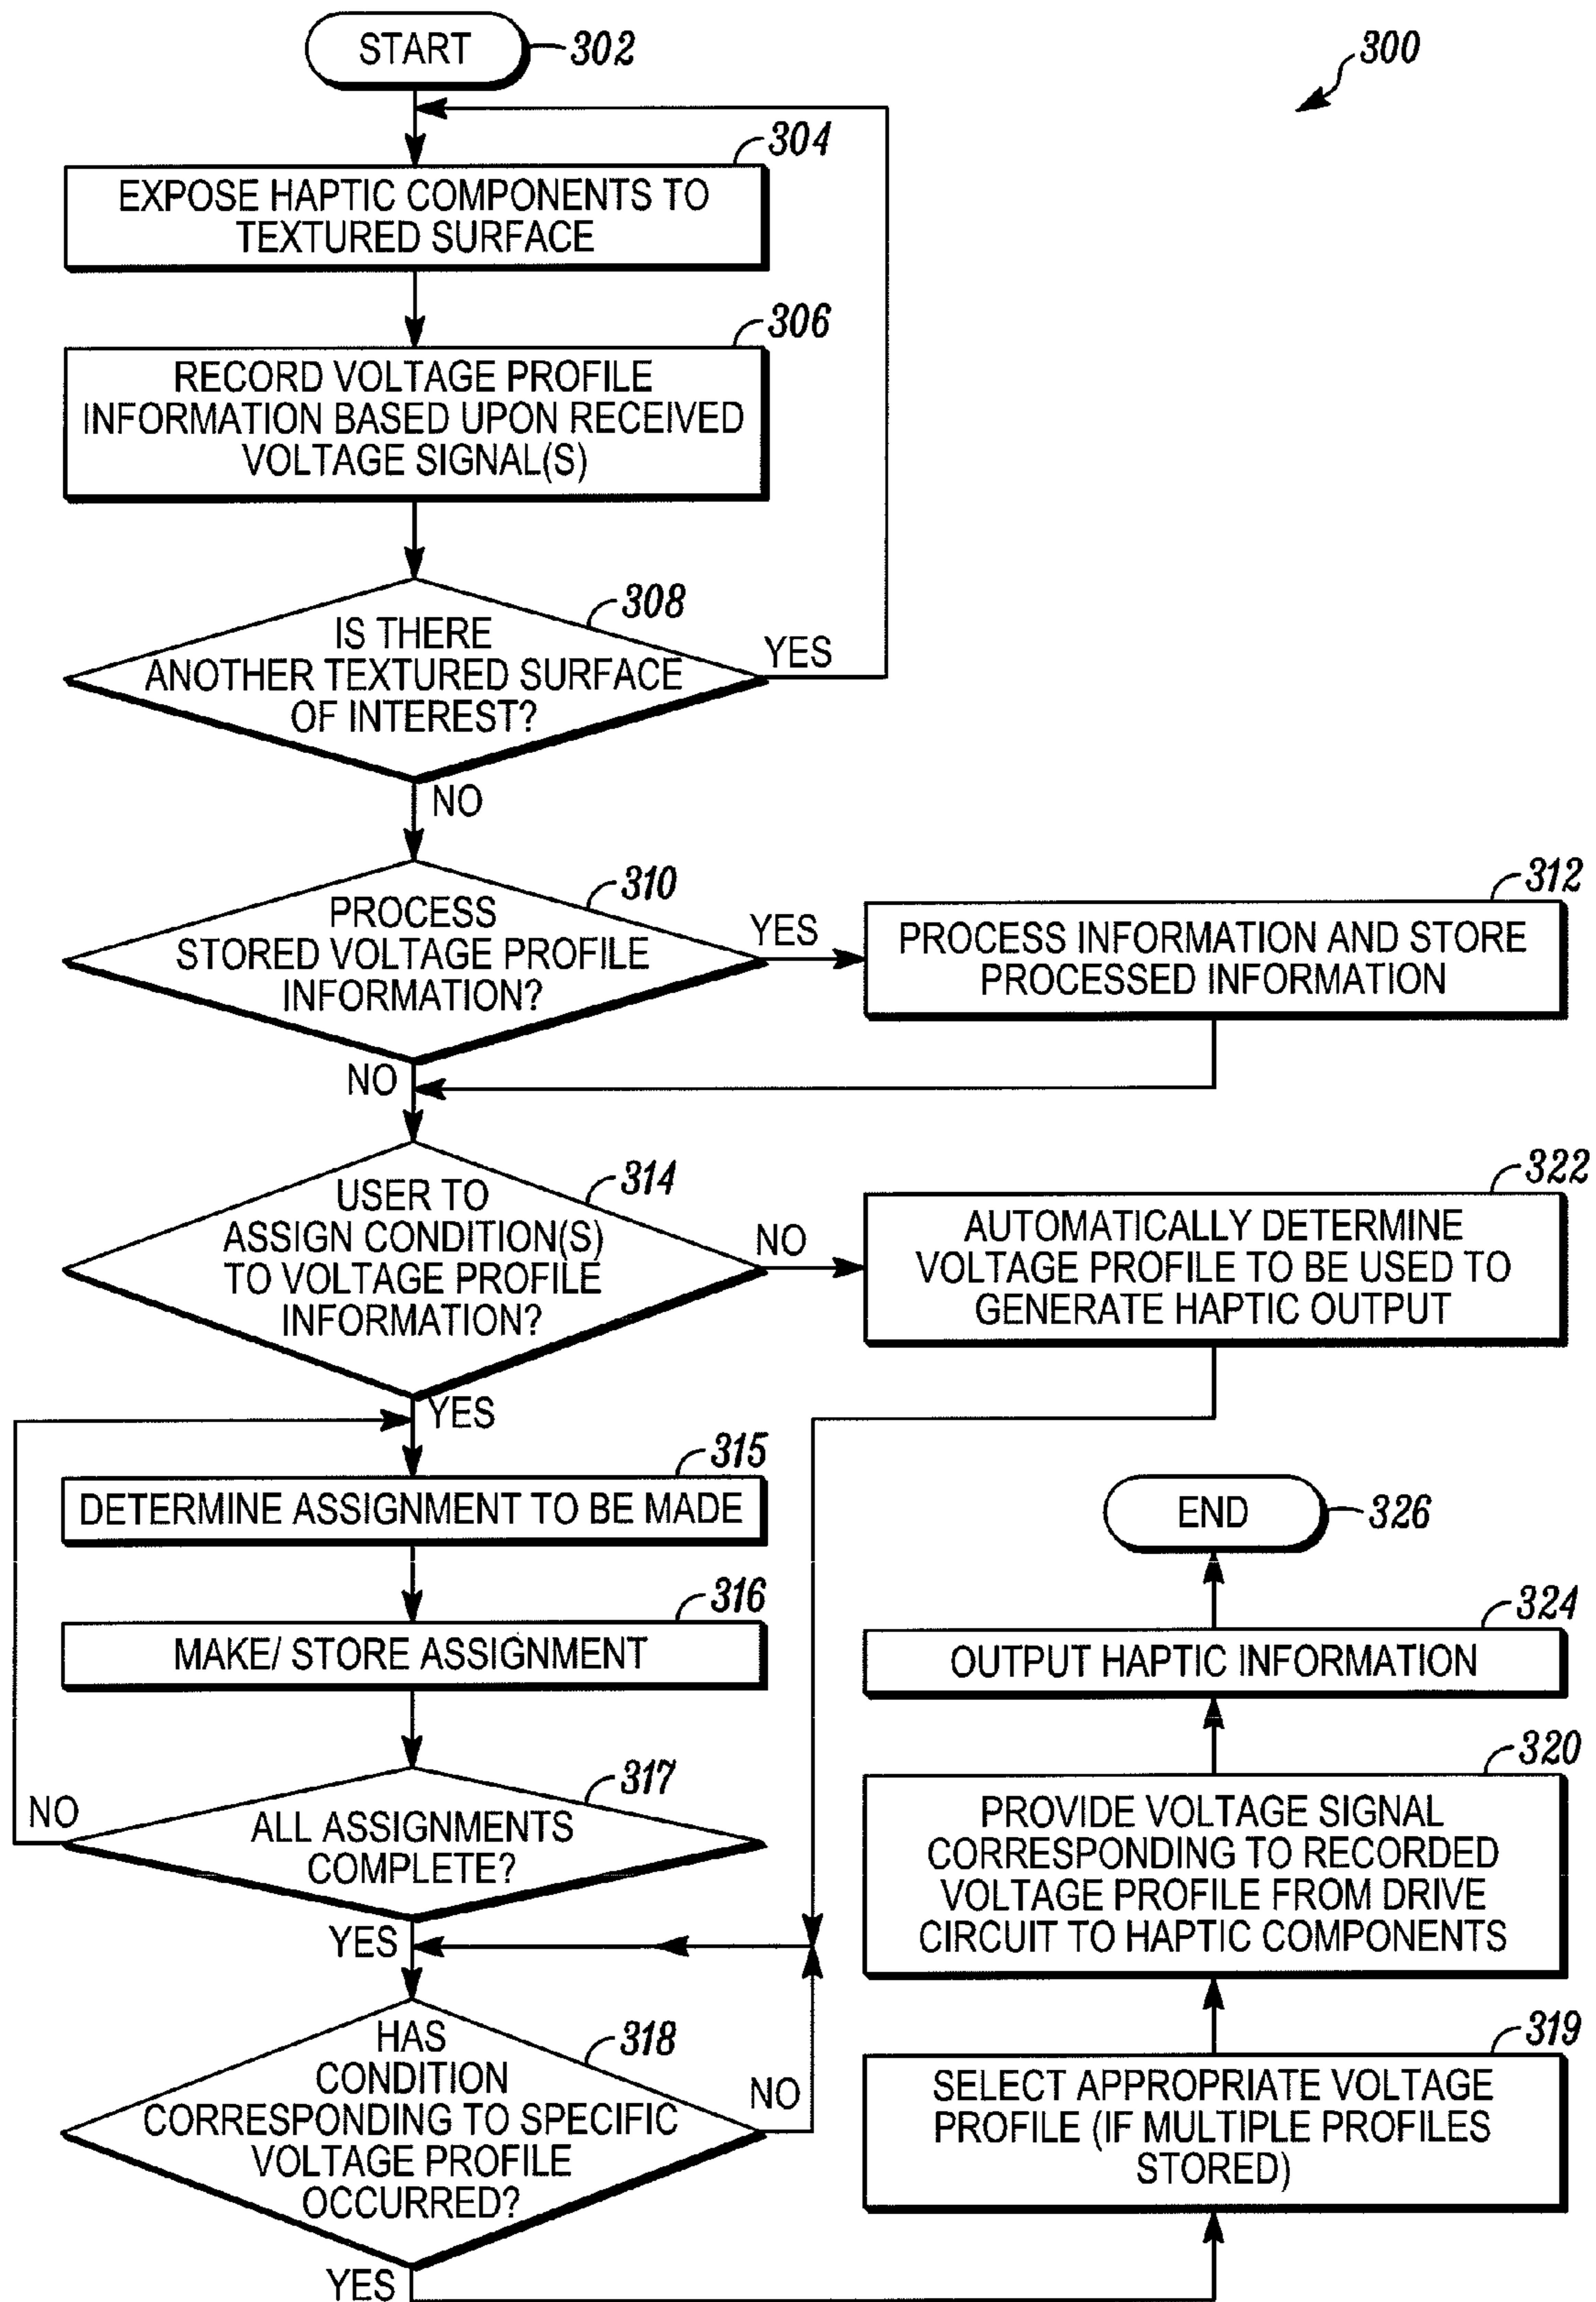 START
302
300
304
EXPOSE HAPTIC COMPONENTS TO
TEXTURED SURFACE
306
RECORD VOLTAGE PROFILE
INFORMATION BASED UPON RECEIVED
VOLTAGE SIGNAL(S)
308
IS THERE
ANOTHER TEXTURED SURFACE
OF INTEREST?
YES
NO
310
PROCESS
STORED VOLTAGE PROFILE
INFORMATION?
YES
NO
312
PROCESS INFORMATION AND STORE
PROCESSED INFORMATION
314
USER TO
ASSIGN CONDITION(S)
TO VOLTAGE PROFILE
INFORMATION?
NO
YES
322
AUTOMATICALLY DETERMINE
VOLTAGE PROFILE TO BE USED TO
GENERATE HAPTIC OUTPUT
315
DETERMINE ASSIGNMENT TO BE MADE
316
MAKE/ STORE ASSIGNMENT
317
ALL ASSIGNMENTS
COMPLETE?
NO
YES
318
HAS
CONDITION
CORRESPONDING TO SPECIFIC
VOLTAGE PROFILE
OCCURRED?
NO
YES
END
326
324
OUTPUT HAPTIC INFORMATION
320
PROVIDE VOLTAGE SIGNAL
CORRESPONDING TO RECORDED
VOLTAGE PROFILE FROM DRIVE
CIRCUIT TO HAPTIC COMPONENTS
319
SELECT APPROPRIATE VOLTAGE
PROFILE (IF MULTIPLE PROFILES
STORED)